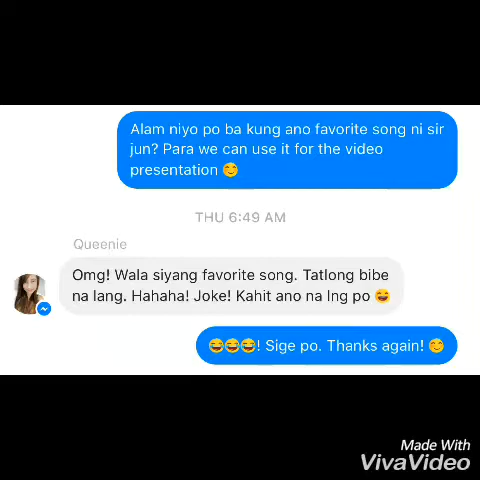 Alam niyo po ba kung ano favorite song ni sir
jun? Para we can use it for the video
presentation 😊
THU 6:49 AM
Queenie
Omg! Wala siyang favorite song. Tatlong bibe
na lang. Hahaha! Joke! Kahit ano na lng po 😄
😂😂😂! Sige po. Thanks again! 😊
Made With
VivaVideo